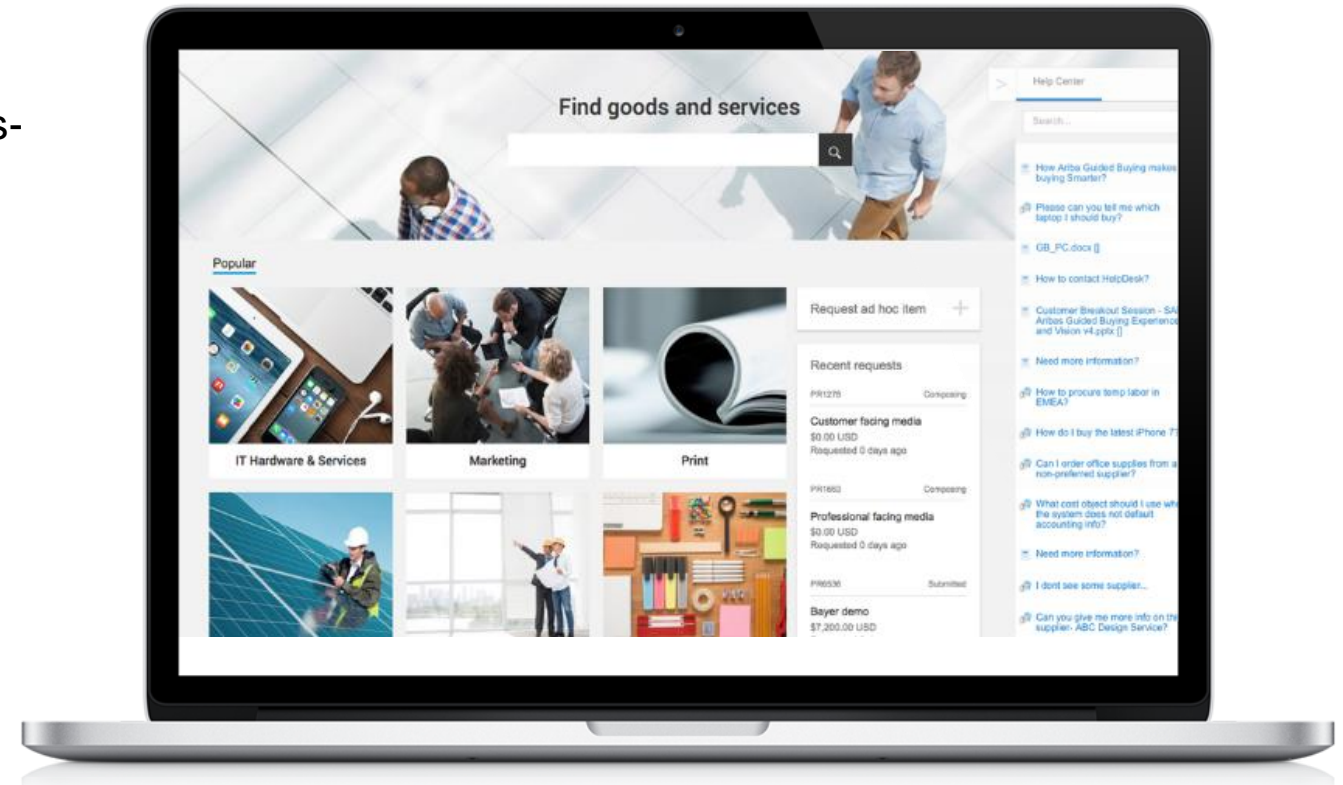 s-
Find goods and services
Popular
IT Hardware & Services
Marketing
Print
Request ad hoc item
Recent requests
PR1276 Composing
Customer facing media
$0.00 USD
Requested 0 days ago
Composing
Professional facing media
$0.00 USD
Requested 0 days ago
PR6536 Submitted
Bayer demo
$7,200.00 USD
Help Center
Search...
How Ariba Guided Buying makes
buying Smarter?
Please can you tell me which
laptop I should buy?
GB_PC.docx []
How to contact HelpDesk?
Customer Breakout Session - SA
Aribas Guided Buying Experience
and Vision v4.pptx []
Need more information?
How to procure temp labor in
EMEA?
How do I buy the latest iPhone 7?
Can I order office supplies from a
non-preferred supplier?
What cost object should I use whe
the system does not default
accounting info?
Need more information?
I dont see some supplier...
Can you give me more info on the
supplier- ABC Design Service?